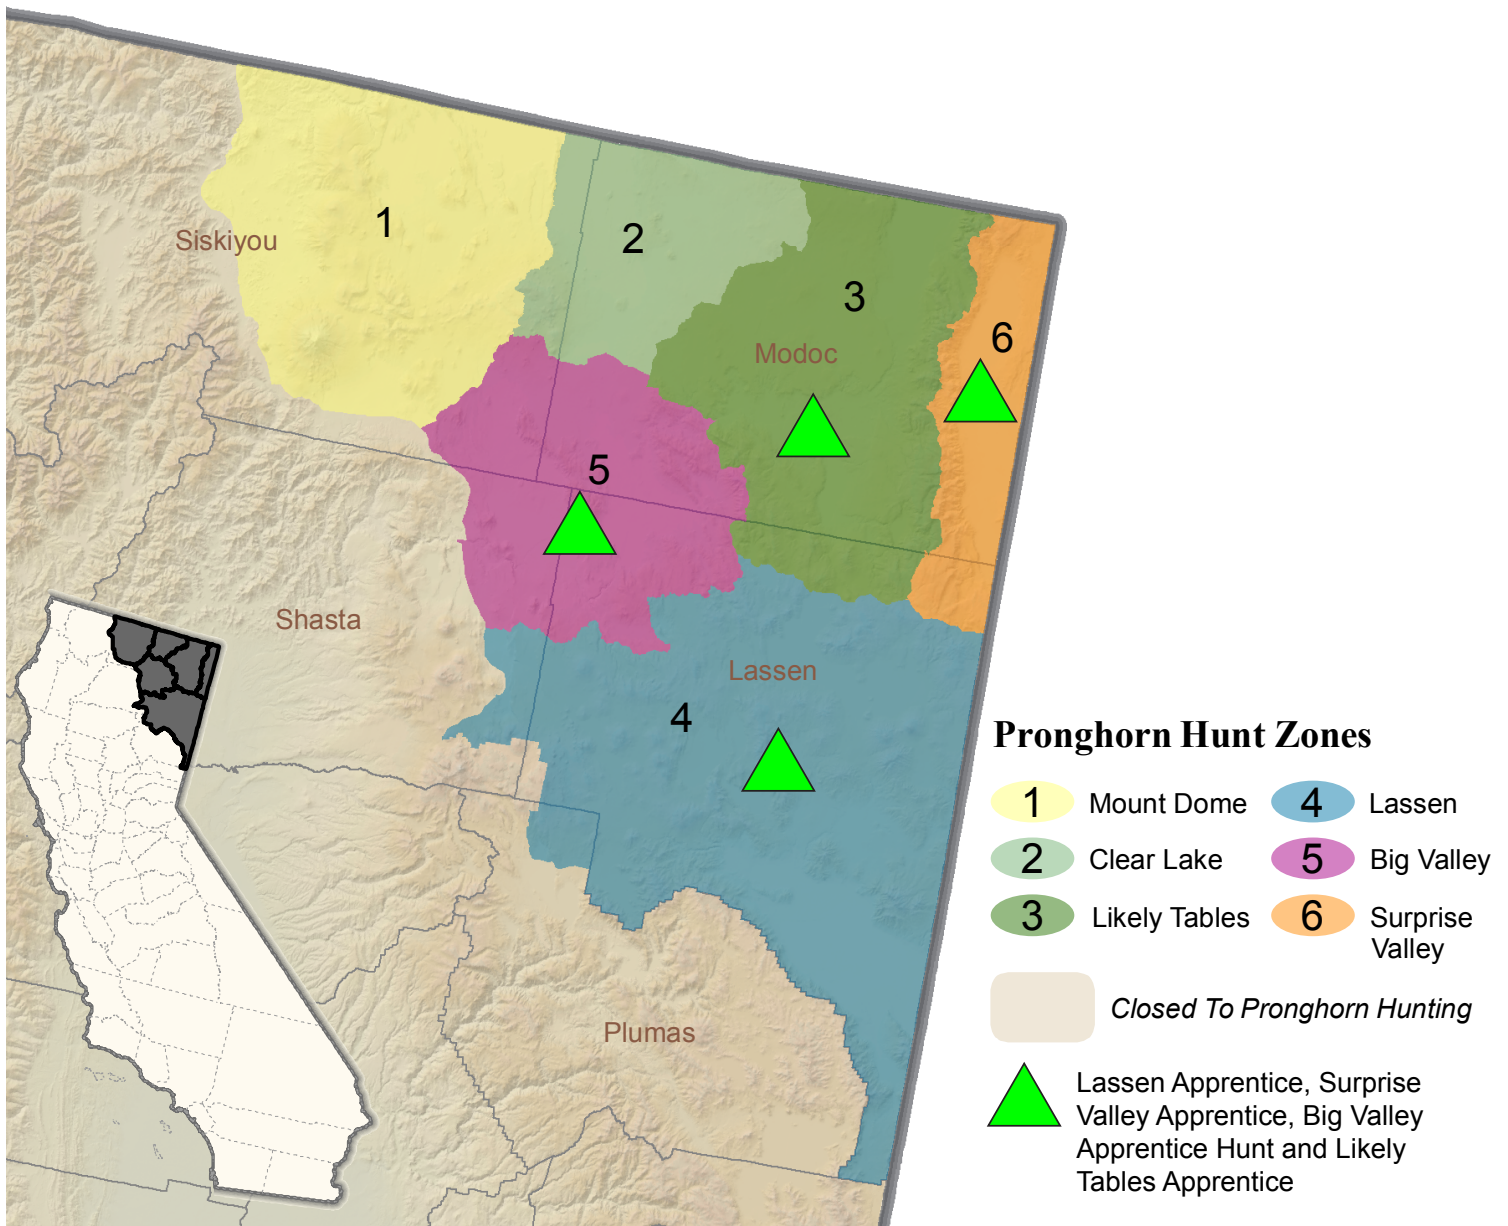 1
Siskiyou
2
3
Modoc
6
5
Shasta
Lassen
4
Plumas
Pronghorn Hunt Zones
1 Mount Dome
4 Lassen
2 Clear Lake
5 Big Valley
3 Likely Tables
6 Surprise
Valley
Closed To Pronghorn Hunting
Lassen Apprentice, Surprise
Valley Apprentice, Big Valley
Apprentice Hunt and Likely
Tables Apprentice